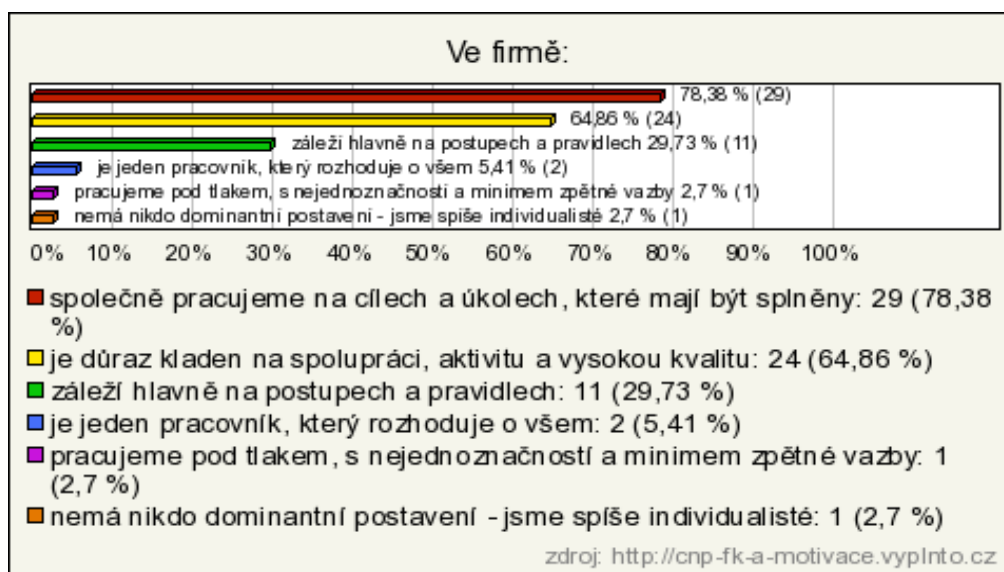 Ve firmě:
78,38 % (29)
64,86 % (24)
záleží hlavně na postupech a pravidlech 29,73 % (11)
je jeden pracovník, který rozhoduje o všem 5,41 % (2)
pracujeme pod tlakem, s nejednoznačností a minimem zpětné vazby 2,7 % (1)
nemá nikdo dominantní postavení - jsme spíše individualisté 2,7 % (1)
0% 10% 20% 30% 40% 50% 60% 70% 80% 90% 100%
společně pracujeme na cílech a úkolech, které mají být splněny: 29 (78,38
%)
je důraz kladen na spolupráci, aktivitu a vysokou kvalitu: 24 (64,86 %)
záleží hlavně na postupech a pravidlech: 11 (29,73 %)
je jeden pracovník, který rozhoduje o všem: 2 (5,41 %)
pracujeme pod tlakem, s nejednoznačností a minimem zpětné vazby: 1
(2,7 %)
nemá nikdo dominantní postavení - jsme spíše individualisté: 1 (2,7 %)
zdroj: http://cnp-fk-a-motivace.vyplnto.cz